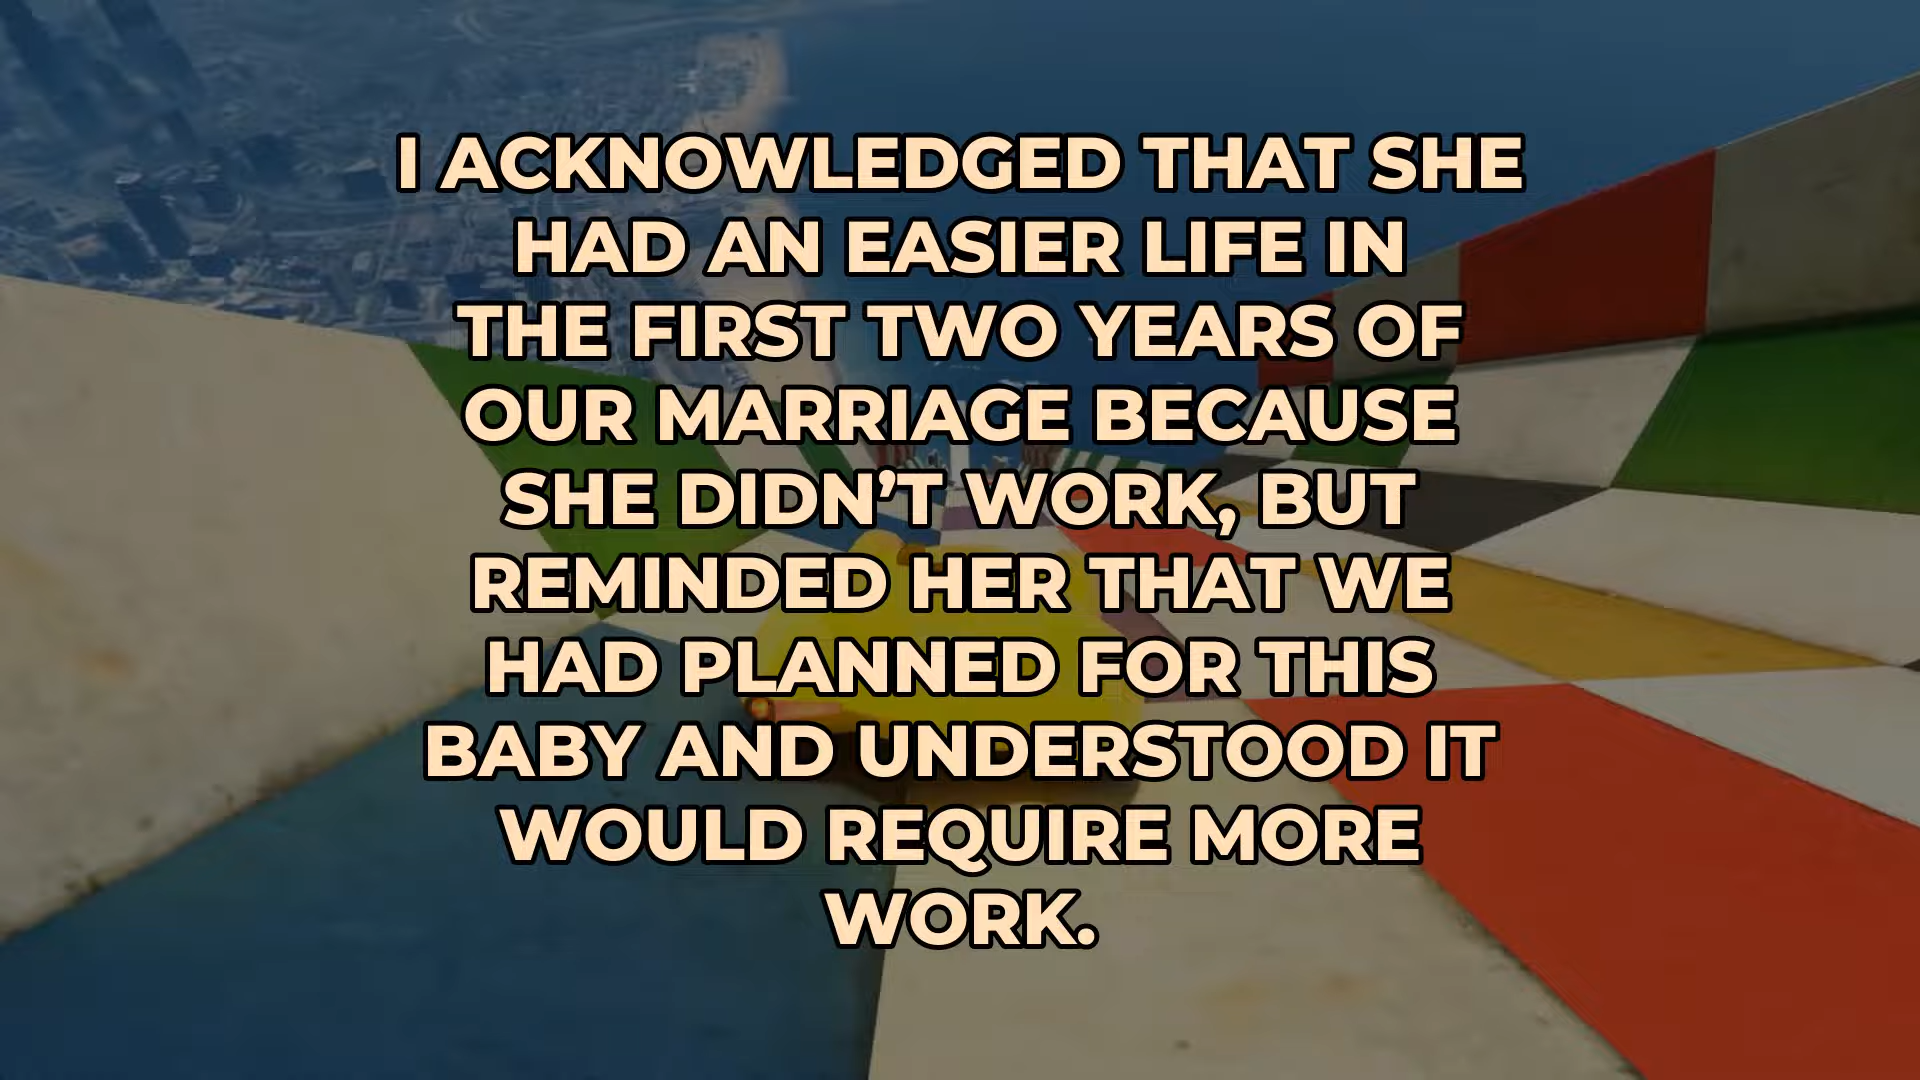 I ACKNOWLEDGED THAT SHE
HAD AN EASIER LIFE IN
THE FIRST TWO YEARS OF
OUR MARRIAGE BECAUSE
SHE DIDN’T WORK, BUT
REMINDED HER THAT WE
HAD PLANNED FOR THIS
BABY AND UNDERSTOOD IT
WOULD REQUIRE MORE
WORK.